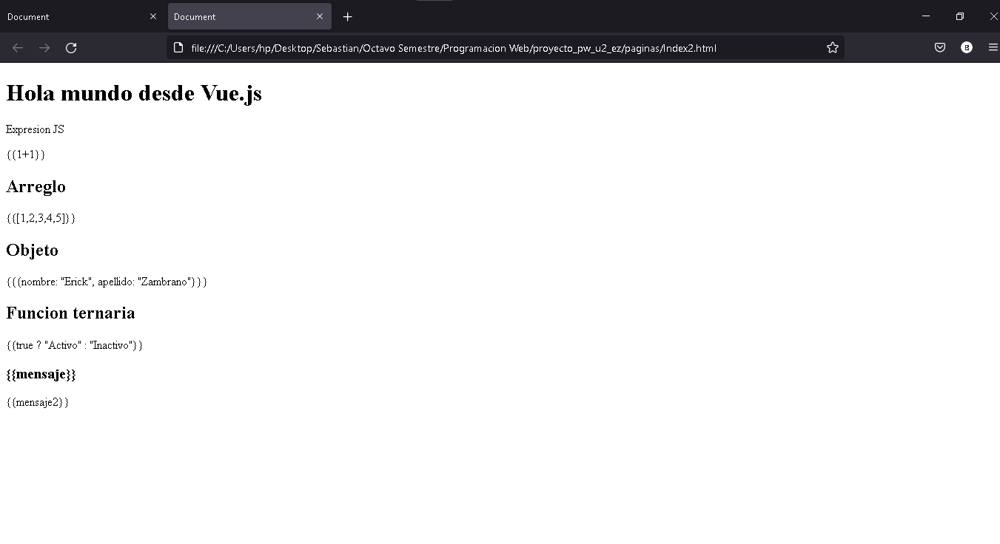 Document
Document
file:///C:/Users/hp/Desktop/Sebastian/Octavo Semestre/Programacion Web/proyecto_pw_u2_ez/paginas/Index2.html
B
Hola mundo desde Vue.js
Expresion JS
{{1+1}}
Arreglo
{{[1,2,3,4,5]}}
Objeto
{{{nombre: "Erick", apellido: "Zambrano"}}}
Funcion ternaria
{{true ? "Activo" : "Inactivo"}}
{{mensaje}}
{{mensaje2}}